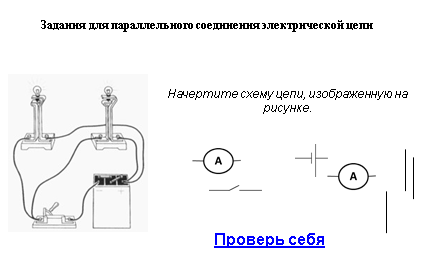 Задания для параллельного соединения электрической цепи
Начертите схему цепи, изображенную на
рисунке.
А
А
Проверь себя